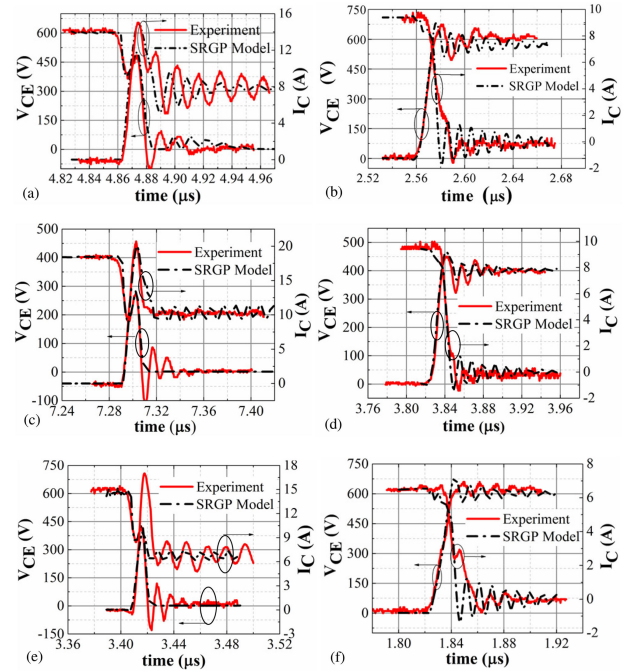 16
12
8
4
0
600
450
300
150
0
V_CE (V)
I_C (A)
Experiment
SRGP Model
4.82 4.84 4.86 4.88 4.90 4.92 4.94 4.96
time (μs)
(a)
750
600
450
300
150
0
10
8
6
4
2
0
-2
V_CE (V)
I_C (A)
Experiment
SRGP Model
2.52 2.56 2.60 2.64 2.68
time (μs)
(b)
500
400
300
200
100
0
-100
20
15
10
5
0
V_CE (V)
I_C (A)
Experiment
SRGP Model
7.24 7.28 7.32 7.36 7.40
time (μs)
(c)
500
400
300
200
100
0
10
8
6
4
2
0
-2
V_CE (V)
I_C (A)
Experiment
SRGP Model
3.76 3.80 3.84 3.88 3.92 3.96
time (μs)
(d)
750
600
450
300
150
0
-150
18
15
12
9
6
3
0
-3
V_CE (V)
I_C (A)
Experiment
SRGP Model
3.36 3.40 3.44 3.46 3.50
time (μs)
(e)
750
600
450
300
150
0
8
6
4
2
0
-2
V_CE (V)
I_C (A)
Experiment
SRGP Model
1.80 1.84 1.88 1.92
time (μs)
(f)